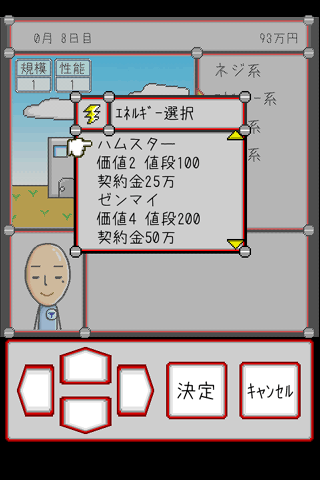 0月 8日目
93万円
規模
性能
1
1
ネジ系
ー系
系
系
ｴﾈﾙｷﾞｰ選択
ハムスター
価値2 値段100
契約金25万
ゼンマイ
価値4 値段200
契約金50万
決定
ｷｬﾝｾﾙ